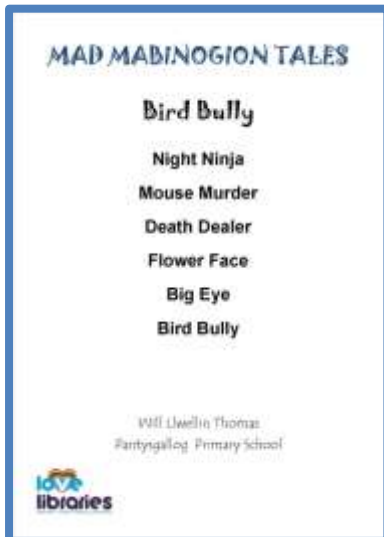 MAD MABINOGION TALES
Bird Bully
Night Ninja
Mouse Murder
Death Dealer
Flower Face
Big Eye
Bird Bully
Will Llwellin Thomas
Pantysgallog Primary School
love
libraries